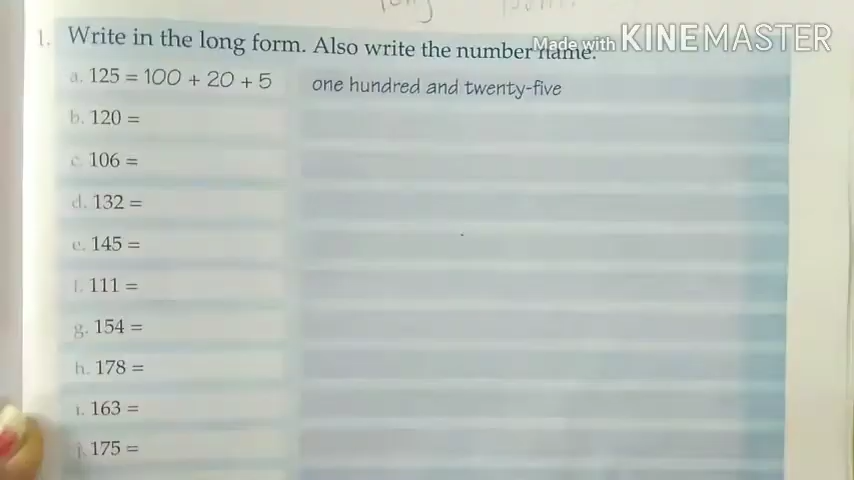 1. Write in the long form. Also write the number name.
Made with KINEMASTER
a. 125 = 100 + 20 + 5 one hundred and twenty-five
b. 120 =
c. 106 =
d. 132 =
e. 145 =
f. 111 =
g. 154 =
h. 178 =
i. 163 =
j. 175 =